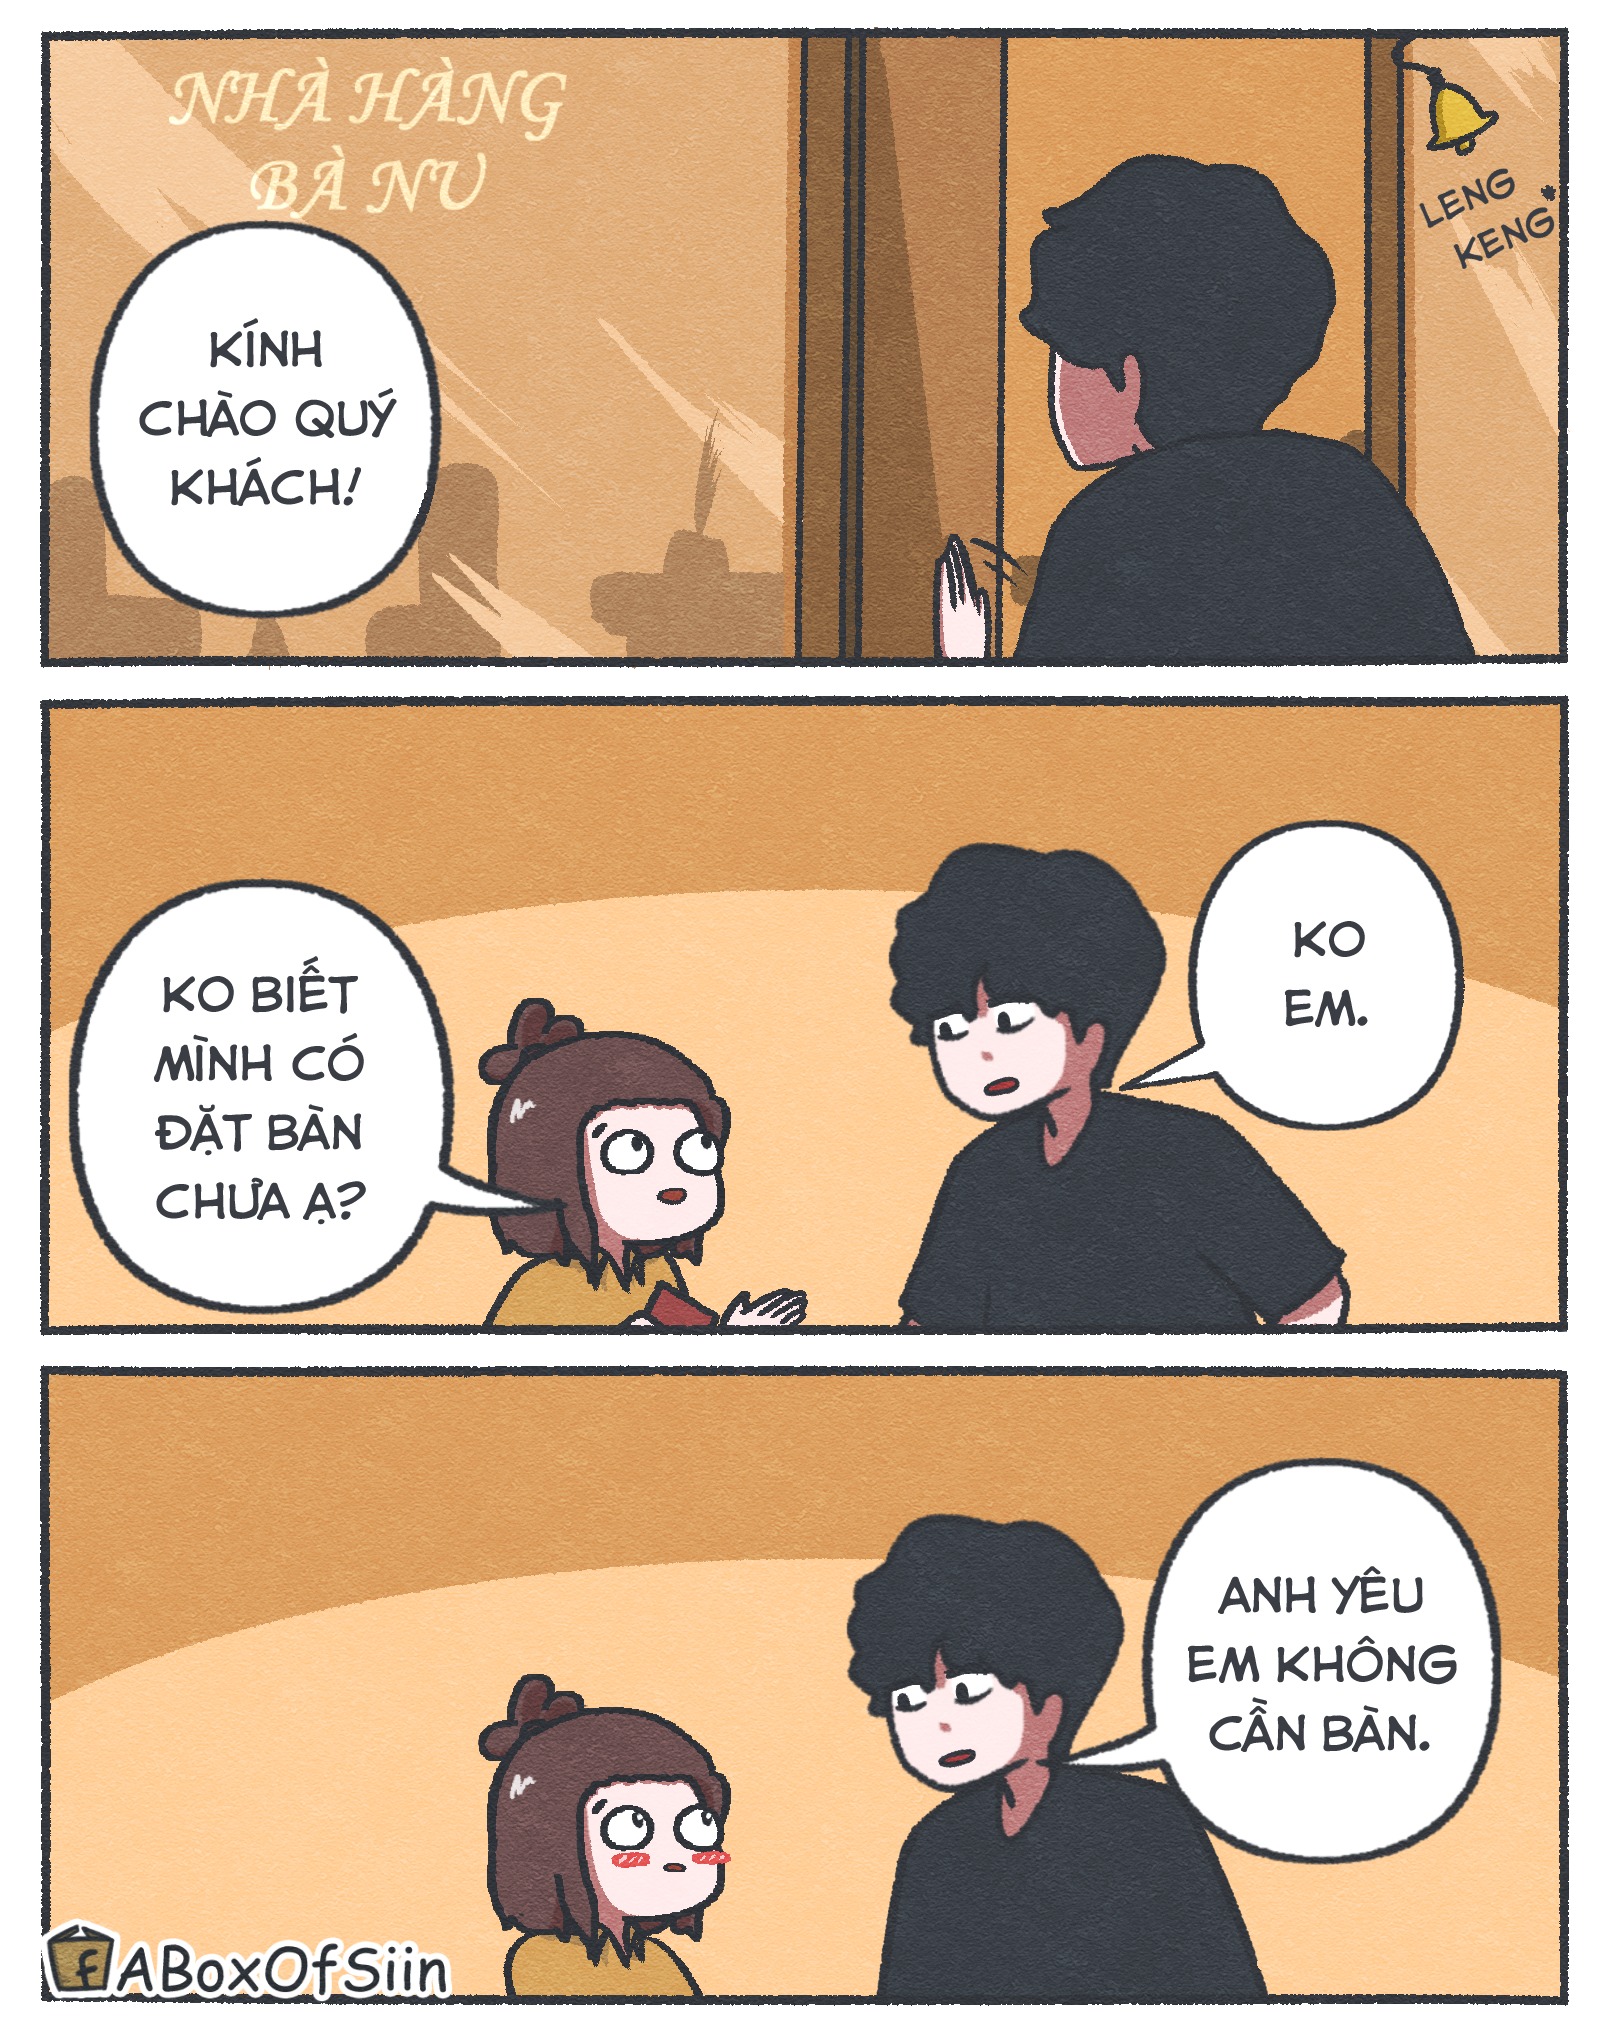 NHÀ HÀNG
BÀ NU
LENG
KENG
KÍNH
CHÀO QUÝ
KHÁCH!
KO BIẾT
MÌNH CÓ
ĐẶT BÀN
CHƯA Ạ?
KO
EM.
ANH YÊU
EM KHÔNG
CẦN BÀN.
f ABoxOfSiin